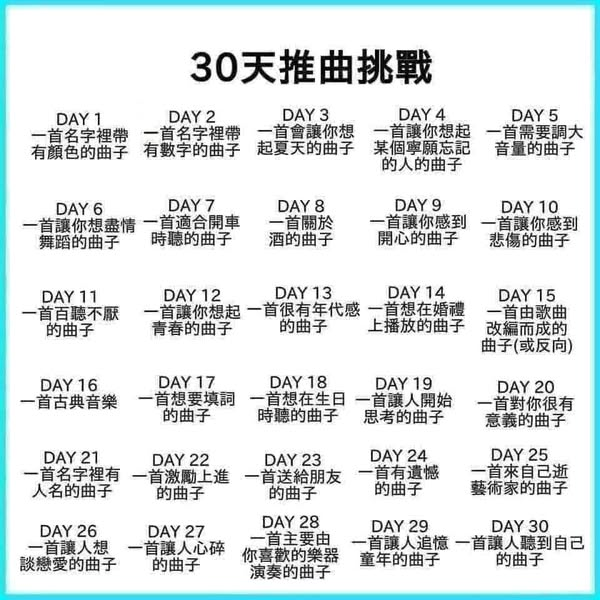 30天推曲挑戰
DAY 1
一首名字裡帶
有顏色的曲子
DAY 2
一首名字裡帶
有數字的曲子
DAY 3
一首會讓你想
起夏天的曲子
DAY 4
一首讓你想起
某個寧願忘記
的人的曲子
DAY 5
一首需要調大
音量的曲子
DAY 6
一首讓你想盡情
舞蹈的曲子
DAY 7
一首適合開車
時聽的曲子
DAY 8
一首關於
酒的曲子
DAY 9
一首讓你感到
開心的曲子
DAY 10
一首讓你感到
悲傷的曲子
DAY 11
一首百聽不厭
的曲子
DAY 12
一首讓你想起
青春的曲子
DAY 13
一首很有年代感
的曲子
DAY 14
一首想在婚禮
上播放的曲子
DAY 15
一首由歌曲
改編而成的
曲子(或反向)
DAY 16
一首古典音樂
DAY 17
一首想要填詞
的曲子
DAY 18
一首想在生日
時聽的曲子
DAY 19
一首讓人開始
思考的曲子
DAY 20
一首對你很有
意義的曲子
DAY 21
一首名字裡有
人名的曲子
DAY 22
一首激勵上進
的曲子
DAY 23
一首送給朋友
的曲子
DAY 24
一首有遺憾
的曲子
DAY 25
一首來自己逝
藝術家的曲子
DAY 26
一首讓人想
談戀愛的曲子
DAY 27
一首讓人心碎
的曲子
DAY 28
一首主要由
你喜歡的樂器
演奏的曲子
DAY 29
一首讓人追憶
童年的曲子
DAY 30
一首讓人聽到自己
的曲子